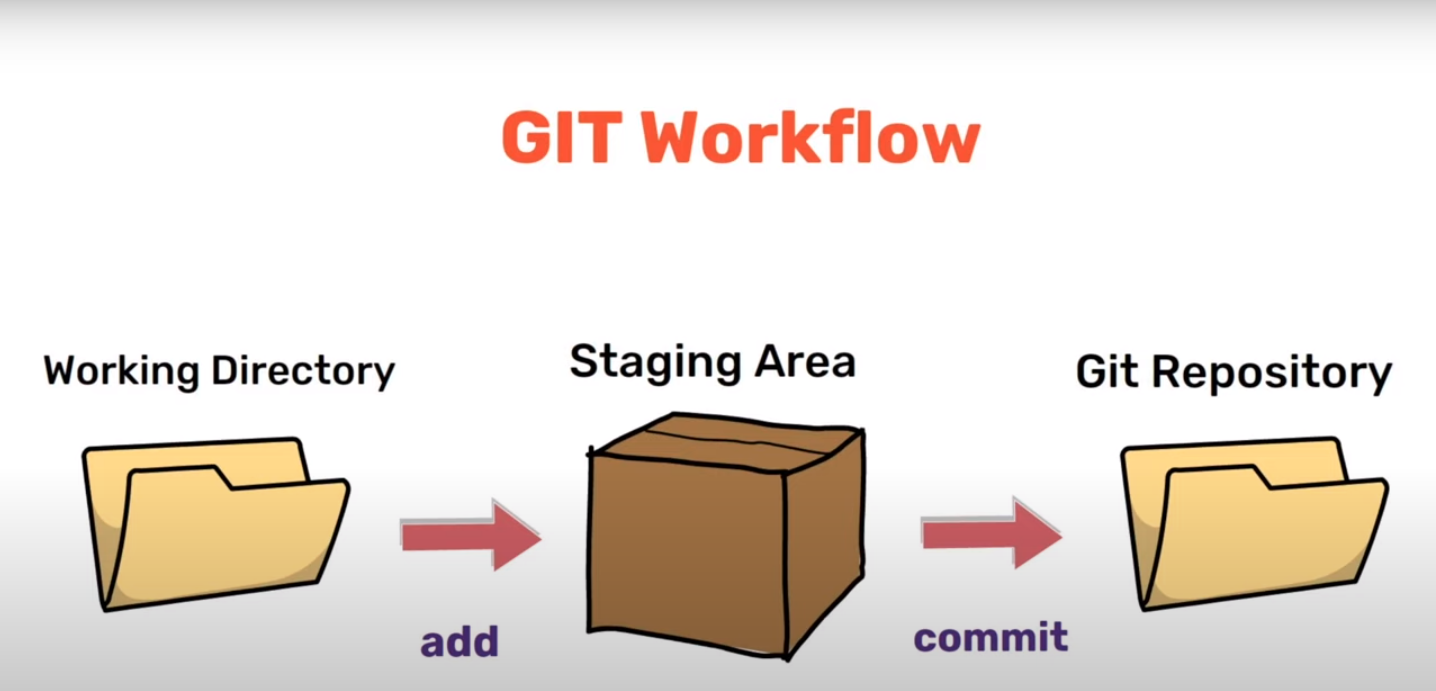 GIT Workflow
Working Directory
Staging Area
Git Repository
add
commit